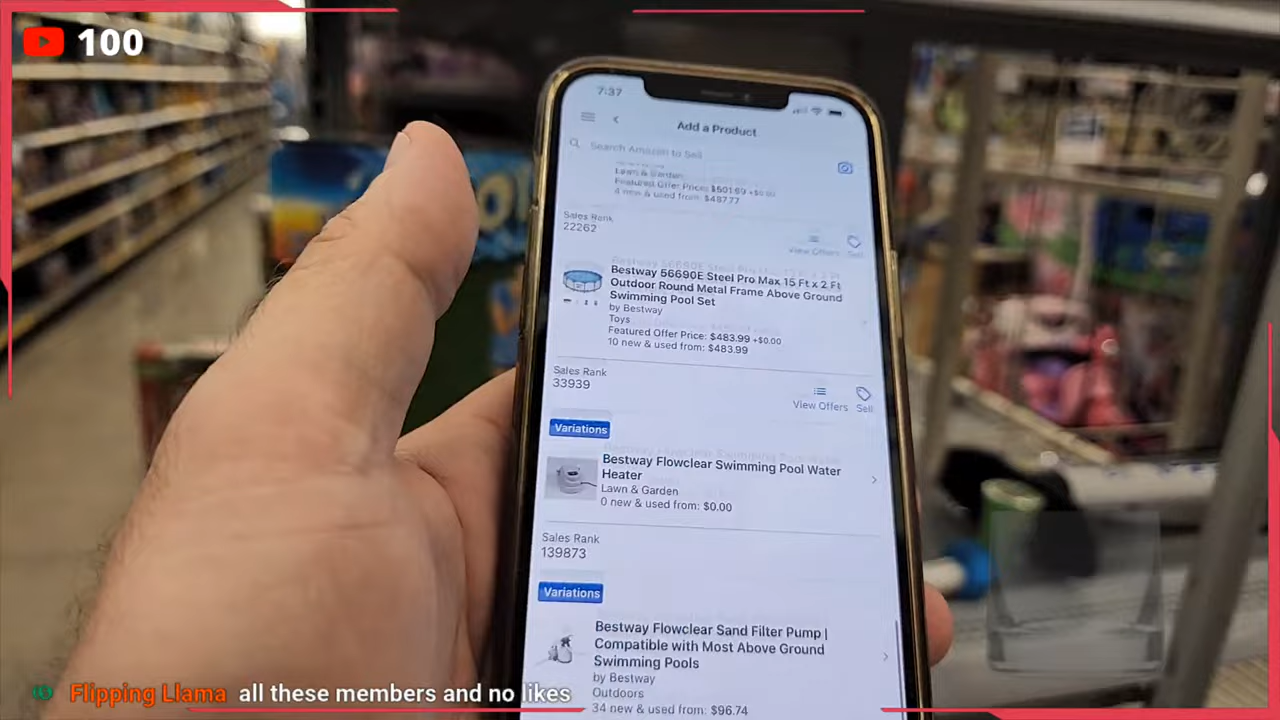 100
7:37
Add a Product
Search Amazon to Sell
Lawn & Garden
Featured Offer Price: $501.69 +$0.00
4 new & used from: $487.77
Sales Rank
22262
View Offers Sell
Bestway 56690E Steel Pro Max 15 Ft x 2 Ft
Outdoor Round Metal Frame Above Ground
Swimming Pool Set
by Bestway
Toys
Featured Offer Price: $483.99 +$0.00
10 new & used from: $483.99
Sales Rank
33939
View Offers Sell
Variations
Bestway Flowclear Swimming Pool Water
Heater
Lawn & Garden
0 new & used from: $0.00
Sales Rank
139873
Variations
Bestway Flowclear Sand Filter Pump |
Compatible with Most Above Ground
Swimming Pools
by Bestway
Outdoors
34 new & used from: $96.74
Flipping Llama all these members and no likes